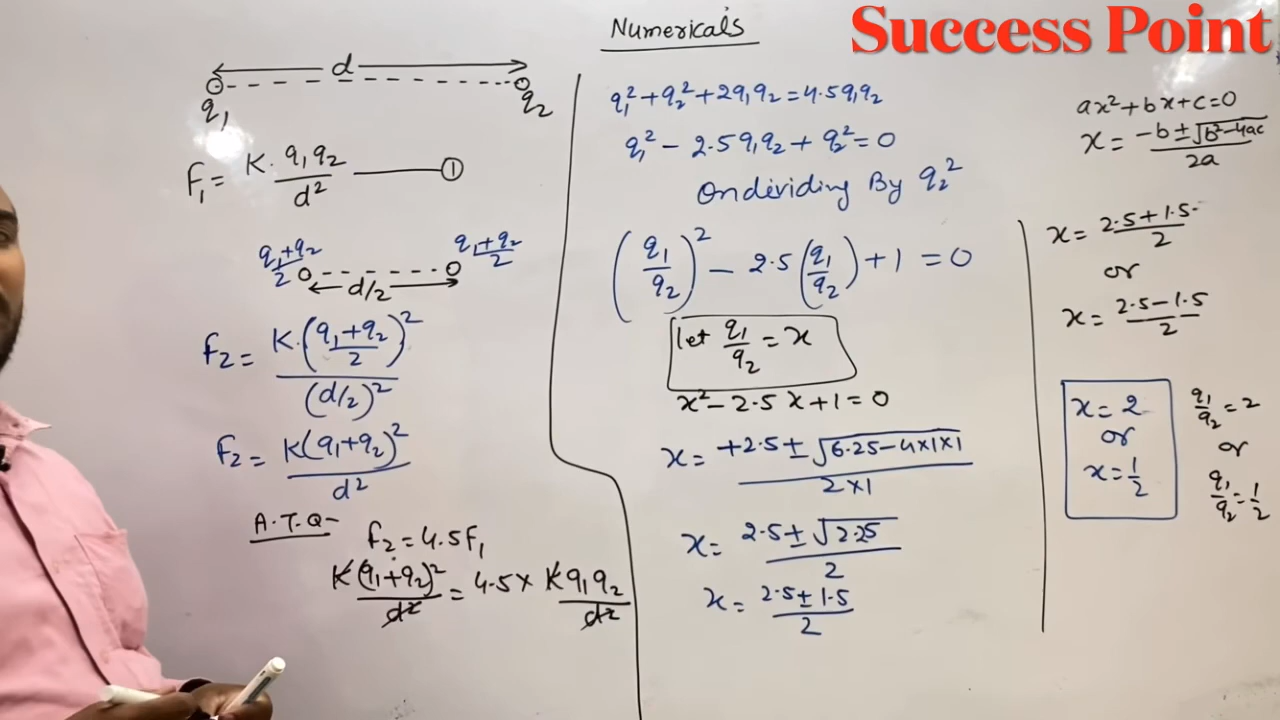 Success Point
Numericals
d
q₁ q₂
F₁ = K. q₁ q₂ / d² —— ①
(q₁+q₂)/2 (q₁+q₂)/2
d/2
F₂ = K. ((q₁+q₂)/2)² / (d/2)²
F₂ = K(q₁+q₂)² / d²
A.T.Q- F₂ = 4.5F₁
K(q₁+q₂)² / d² = 4.5 × K q₁ q₂ / d²
q₁² + q₂² + 2q₁q₂ = 4.5q₁q₂
q₁² - 2.5q₁q₂ + q₂² = 0
On dividing By q₂²
(q₁/q₂)² - 2.5(q₁/q₂) + 1 = 0
let q₁/q₂ = x
x² - 2.5x + 1 = 0
x = +2.5 ± √(6.25 - 4×1×1) / 2×1
x = 2.5 ± √2.25 / 2
x = 2.5 ± 1.5 / 2
ax² + bx + c = 0
x = -b ± √(b² - 4ac) / 2a
x = 2.5 + 1.5 / 2
or
x = 2.5 - 1.5 / 2
x = 2
or
x = 1/2
q₁/q₂ = 2
or
q₁/q₂ = 1/2